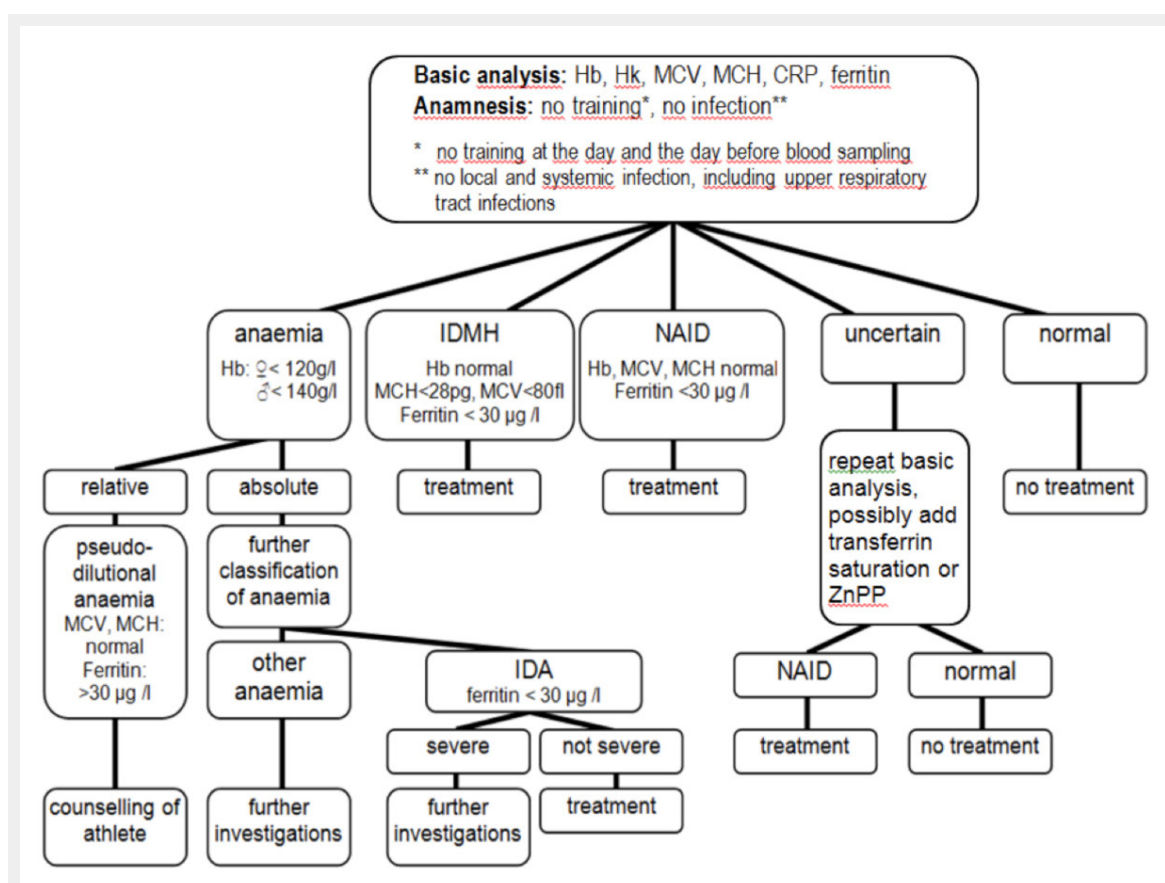 Basic analysis: Hb, Hk, MCV, MCH, CRP, ferritin
Anamnesis: no training*, no infection**
* no training at the day and the day before blood sampling
** no local and systemic infection, including upper respiratory
tract infections
anaemia
Hb: ♀< 120g/l
♂< 140g/l
IDMH
Hb normal
MCH<28pg, MCV<80fl
Ferritin < 30 µg /l
NAID
Hb, MCV, MCH normal
Ferritin <30 µg /l
uncertain
normal
relative
absolute
treatment
treatment
repeat basic
analysis,
possibly add
transferrin
saturation or
ZnPP
no treatment
pseudo-
dilutional
anaemia
MCV, MCH:
normal
Ferritin:
>30 µg /l
further
classification
of anaemia
other
anaemia
IDA
ferritin < 30 µg /l
NAID
normal
severe
not severe
treatment
no treatment
counselling of
athlete
further
investigations
further
investigations
treatment